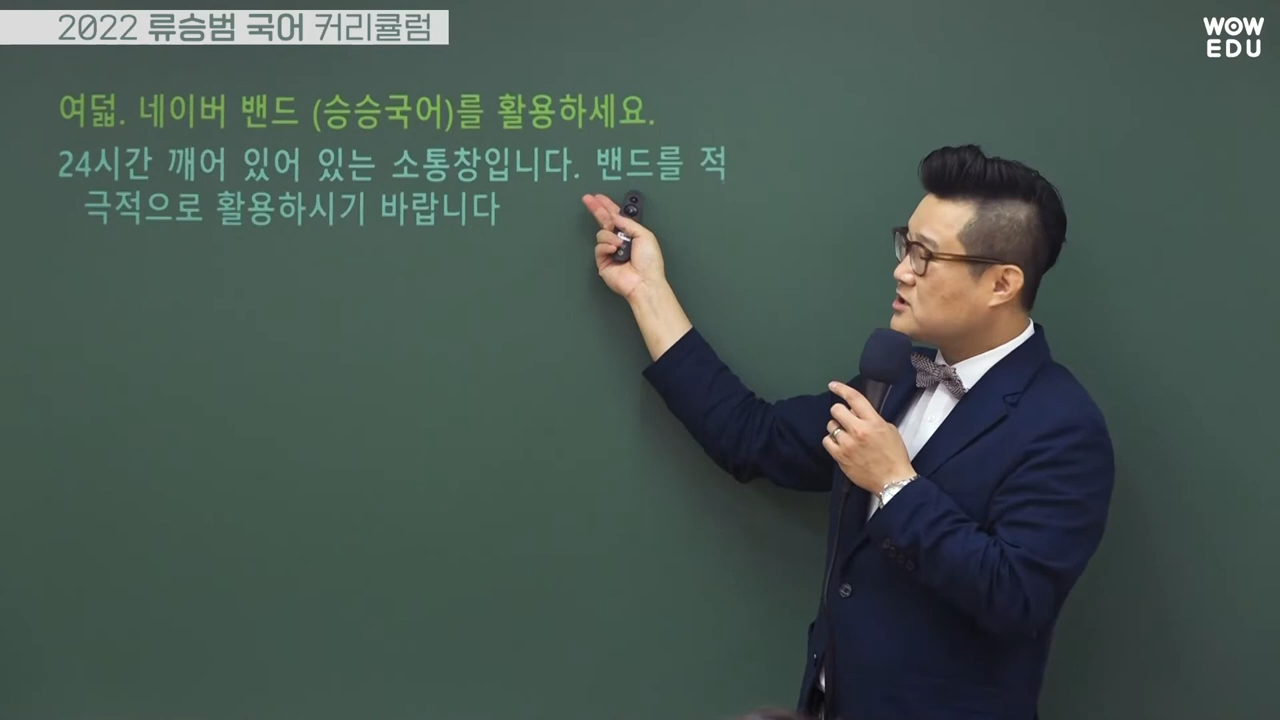 2022 류승범 국어 커리큘럼
WOW
EDU
여덟. 네이버 밴드 (승승국어)를 활용하세요.
24시간 깨어 있어 있는 소통창입니다. 밴드를 적
극적으로 활용하시기 바랍니다